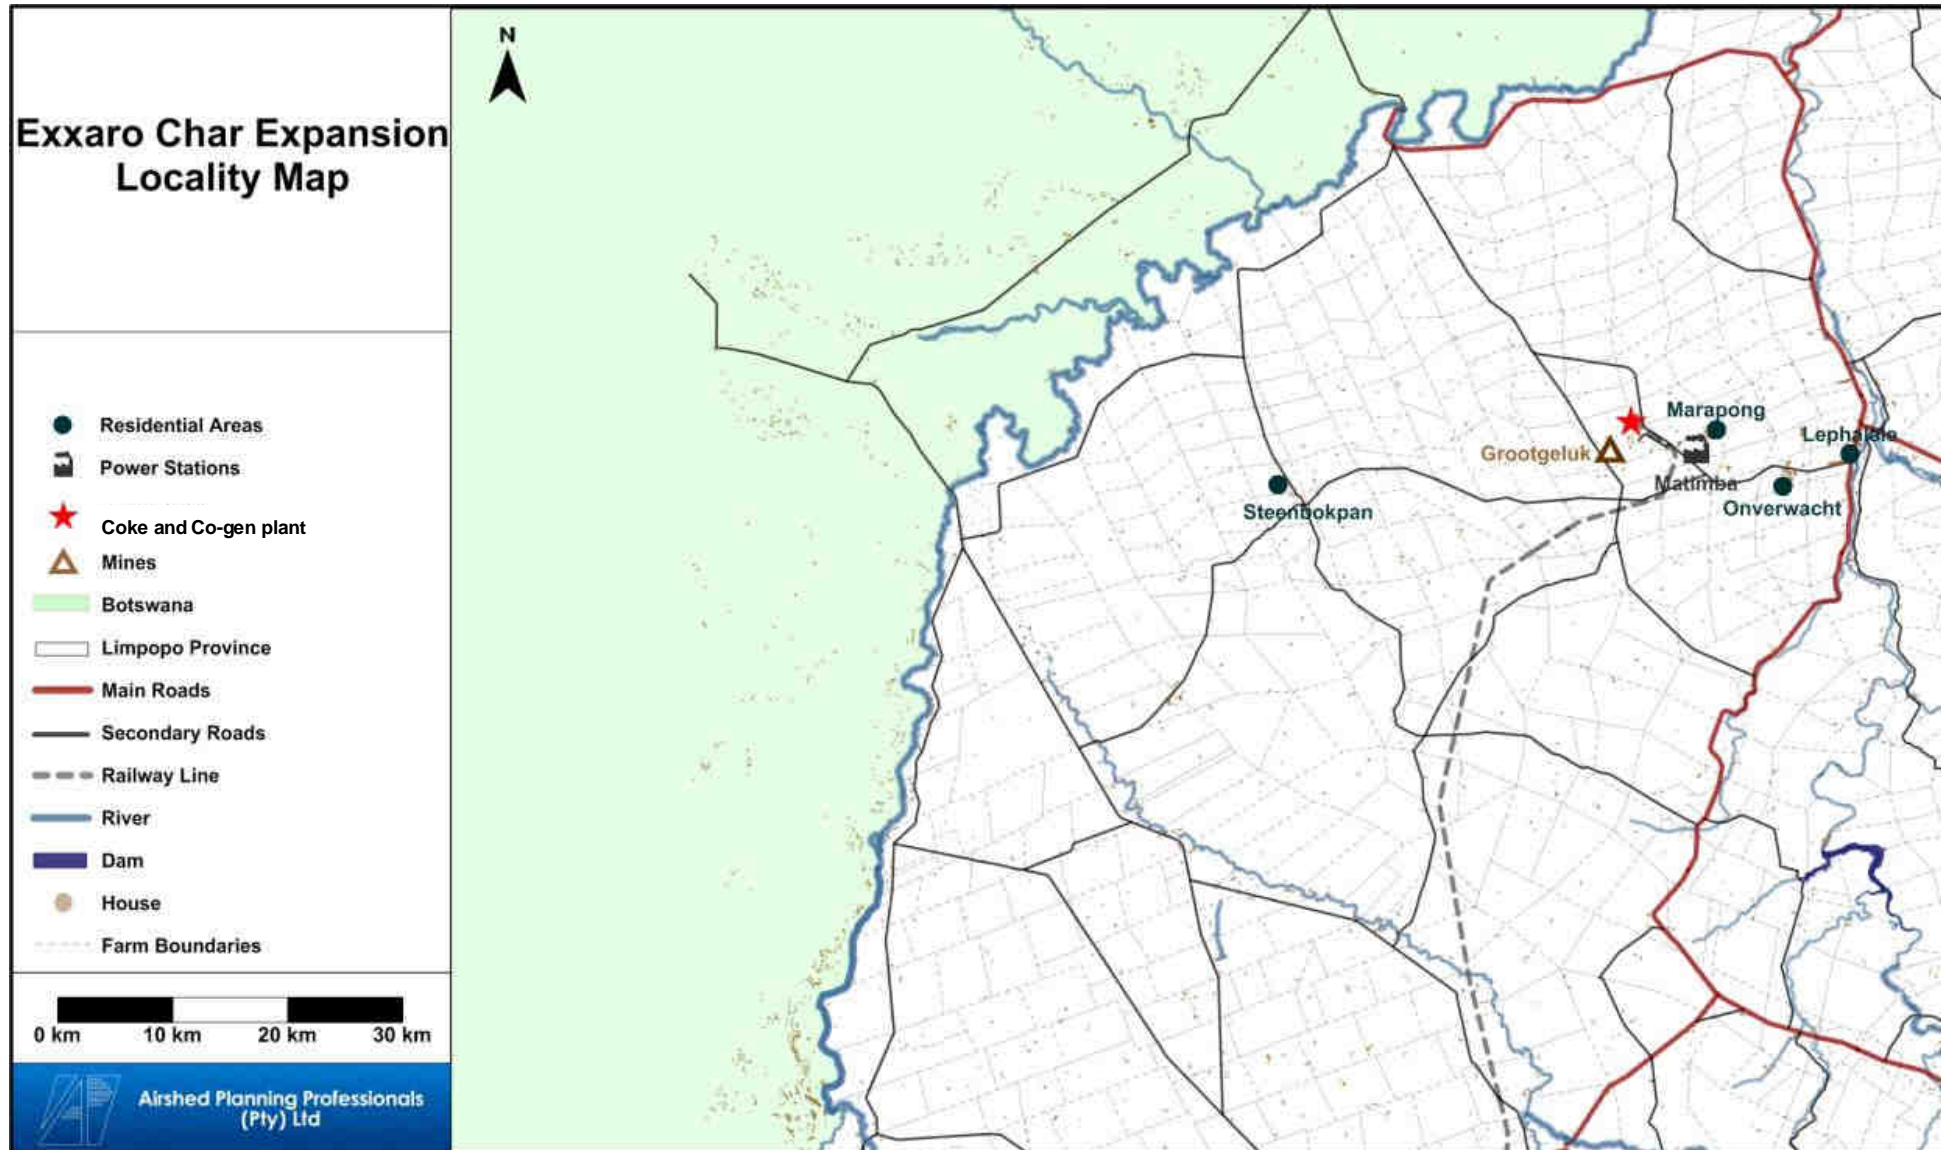 Exxaro Char Expansion
Locality Map
Residential Areas
Power Stations
Coke and Co-gen plant
Mines
Botswana
Limpopo Province
Main Roads
Secondary Roads
Railway Line
River
Dam
House
Farm Boundaries
0 km 10 km 20 km 30 km
Airshed Planning Professionals
(Pty) Ltd
N
Marapong
Lephalale
Grootgeluk
Matimba
Onverwacht
Steenbokpan